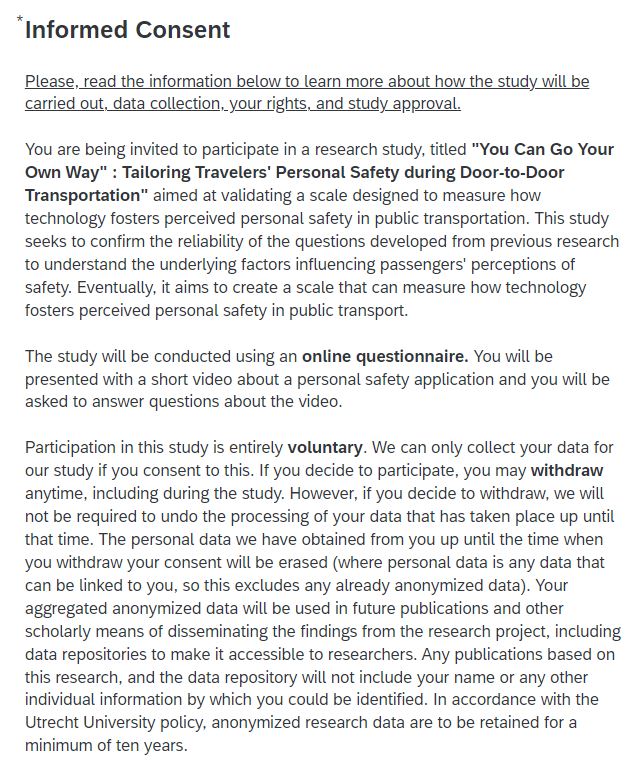 *Informed Consent
Please, read the information below to learn more about how the study will be
carried out, data collection, your rights, and study approval.
You are being invited to participate in a research study, titled "You Can Go Your
Own Way" : Tailoring Travelers' Personal Safety during Door-to-Door
Transportation" aimed at validating a scale designed to measure how
technology fosters perceived personal safety in public transportation. This study
seeks to confirm the reliability of the questions developed from previous research
to understand the underlying factors influencing passengers' perceptions of
safety. Eventually, it aims to create a scale that can measure how technology
fosters perceived personal safety in public transport.
The study will be conducted using an online questionnaire. You will be
presented with a short video about a personal safety application and you will be
asked to answer questions about the video.
Participation in this study is entirely voluntary. We can only collect your data for
our study if you consent to this. If you decide to participate, you may withdraw
anytime, including during the study. However, if you decide to withdraw, we will
not be required to undo the processing of your data that has taken place up until
that time. The personal data we have obtained from you up until the time when
you withdraw your consent will be erased (where personal data is any data that
can be linked to you, so this excludes any already anonymized data). Your
aggregated anonymized data will be used in future publications and other
scholarly means of disseminating the findings from the research project, including
data repositories to make it accessible to researchers. Any publications based on
this research, and the data repository will not include your name or any other
individual information by which you could be identified. In accordance with the
Utrecht University policy, anonymized research data are to be retained for a
minimum of ten years.